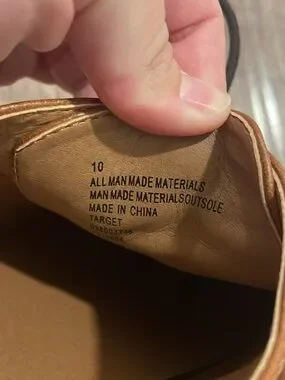 10
ALL MAN MADE MATERIALS
MAN MADE MATERIALSOUTSOLE
MADE IN CHINA
TARGET